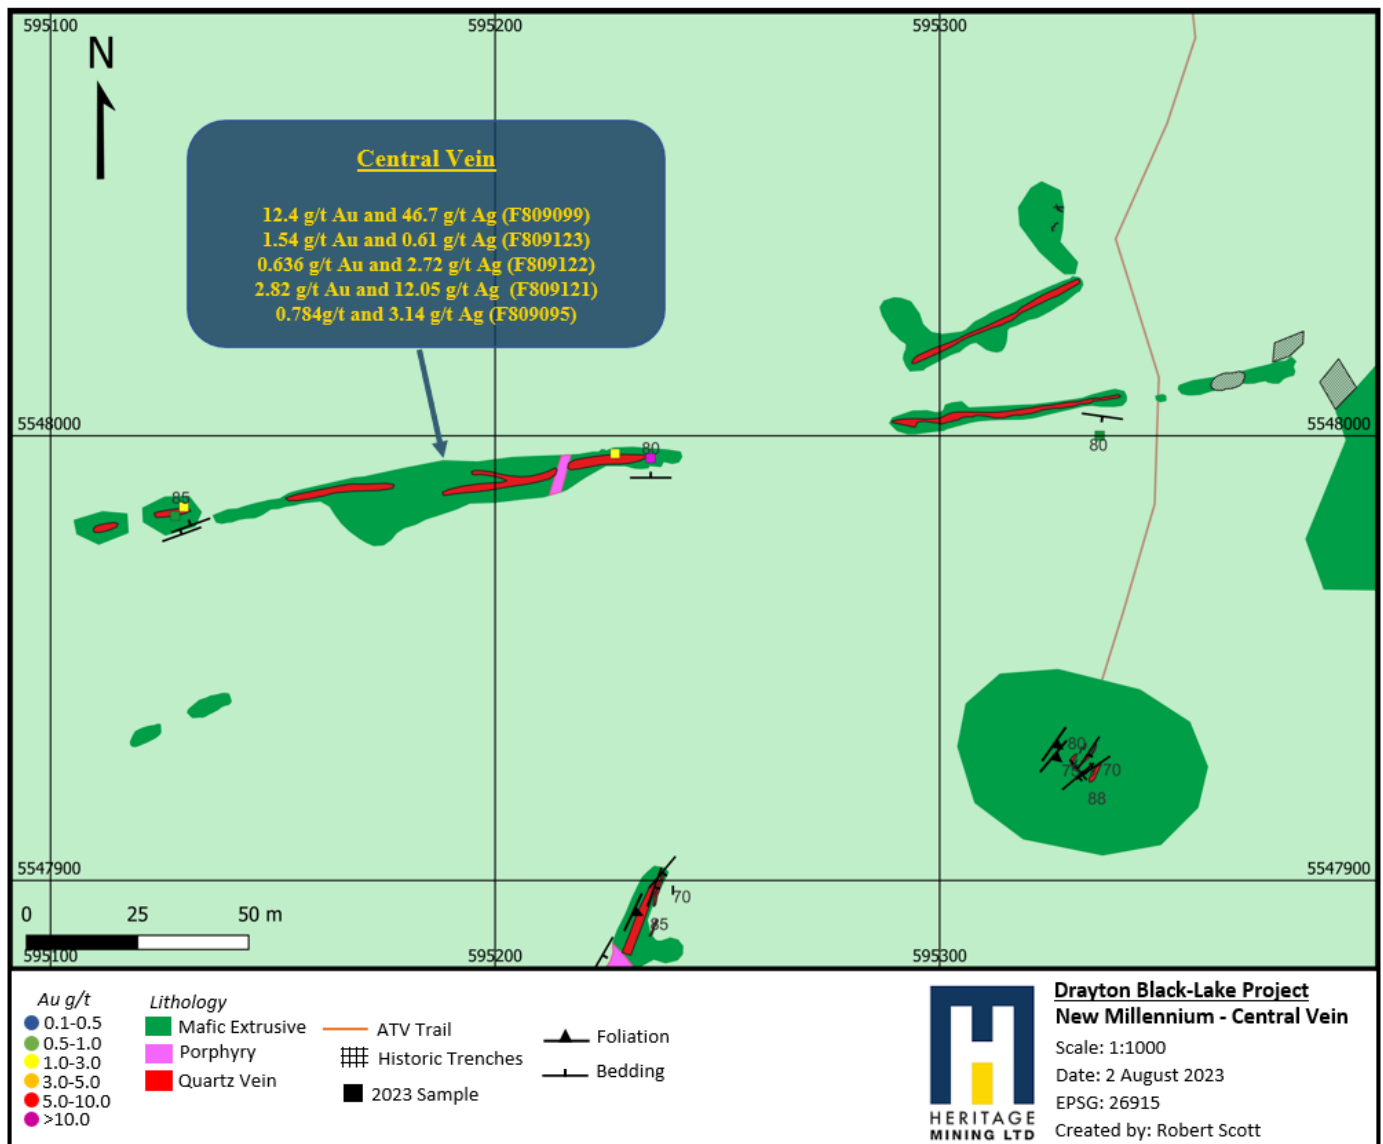 595100
595200
595300
N
Central Vein
12.4 g/t Au and 46.7 g/t Ag (F809099)
1.54 g/t Au and 0.61 g/t Ag (F809123)
0.636 g/t Au and 2.72 g/t Ag (F809122)
2.82 g/t Au and 12.05 g/t Ag (F809121)
0.784g/t and 3.14 g/t Ag (F809095)
5548000
5548000
80
80
85
80
75
70
88
5547900
5547900
70
85
0 25 50 m
595100
595200
595300
Au g/t
0.1-0.5
0.5-1.0
1.0-3.0
3.0-5.0
5.0-10.0
>10.0
Lithology
Mafic Extrusive
Porphyry
Quartz Vein
ATV Trail
Historic Trenches
2023 Sample
Foliation
Bedding
HERITAGE
MINING LTD
Drayton Black-Lake Project
New Millennium - Central Vein
Scale: 1:1000
Date: 2 August 2023
EPSG: 26915
Created by: Robert Scott